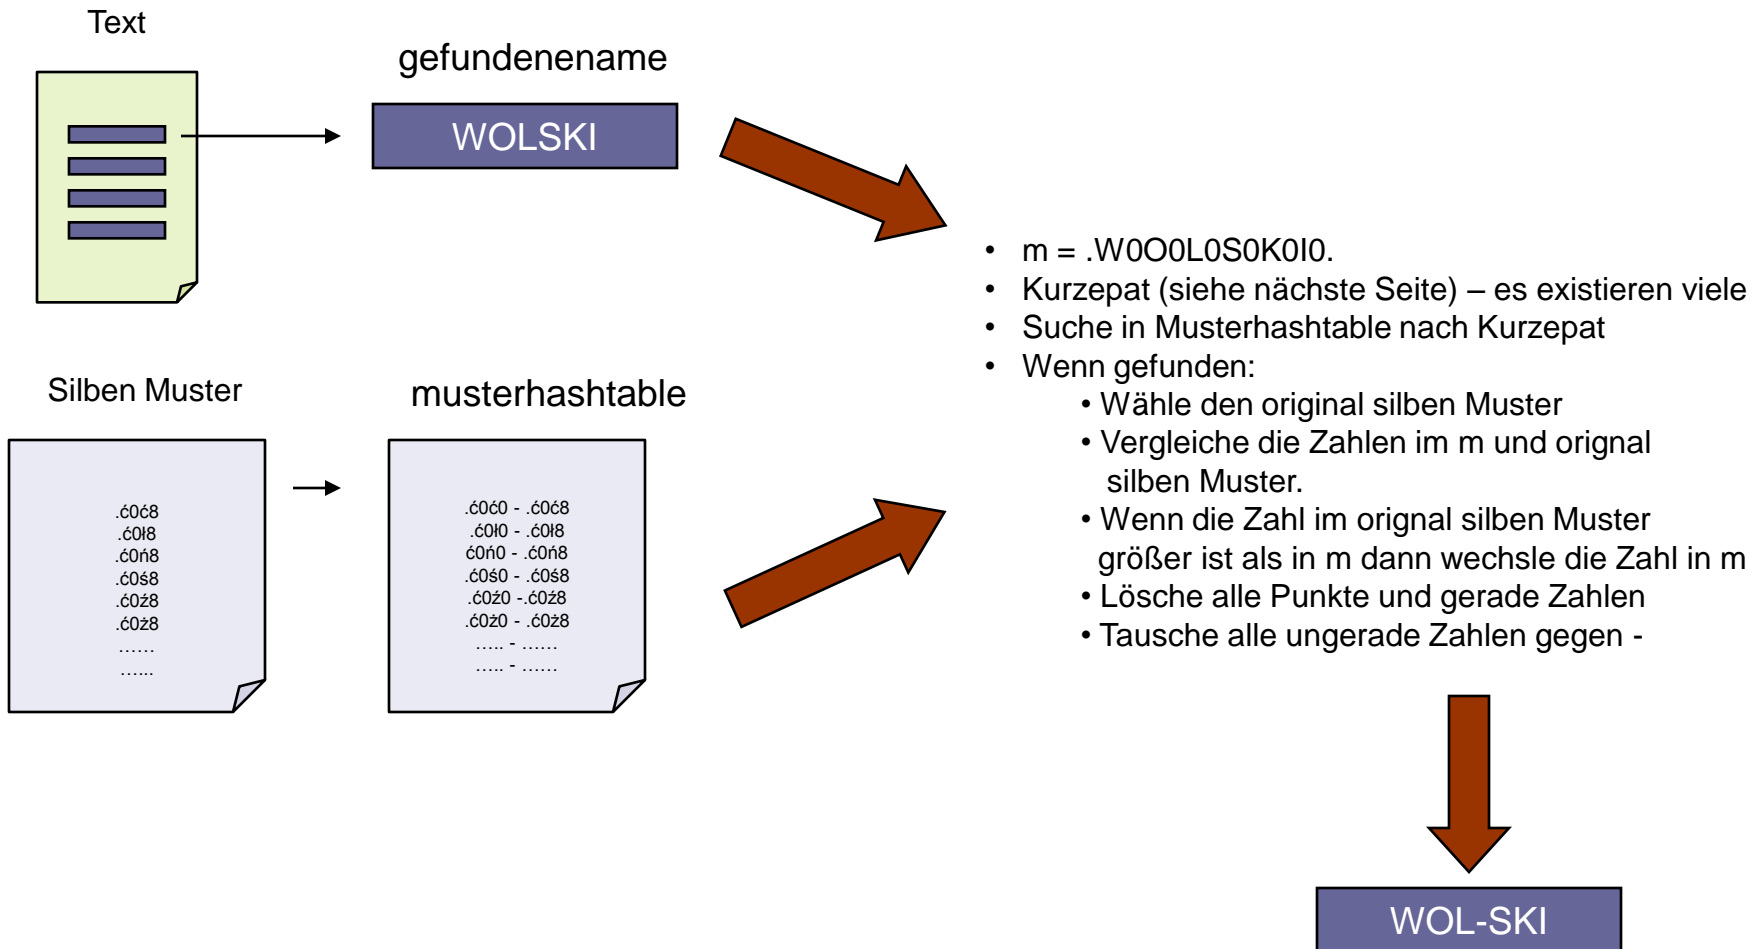 Text
gefundenename
WOLSKI
Silben Muster
.ć0ć8
.ć0ł8
.ć0ń8
.ć0ś8
.ć0ź8
.ć0ż8
……
…...
musterhashtable
.ć0ć0 - .ć0ć8
.ć0ł0 - .ć0ł8
ć0ń0 - .ć0ń8
.ć0ś0 - .ć0ś8
.ć0ź0 -.ć0ź8
.ć0ż0 - .ć0ż8
….. - ……
….. - ……
• m = .W0O0L0S0K0I0.
• Kurzepat (siehe nächste Seite) – es existieren viele
• Suche in Musterhashtable nach Kurzepat
• Wenn gefunden:
• Wähle den original silben Muster
• Vergleiche die Zahlen im m und orignal
silben Muster.
• Wenn die Zahl im orignal silben Muster
größer ist als in m dann wechsle die Zahl in m
• Lösche alle Punkte und gerade Zahlen
• Tausche alle ungerade Zahlen gegen -
WOL-SKI